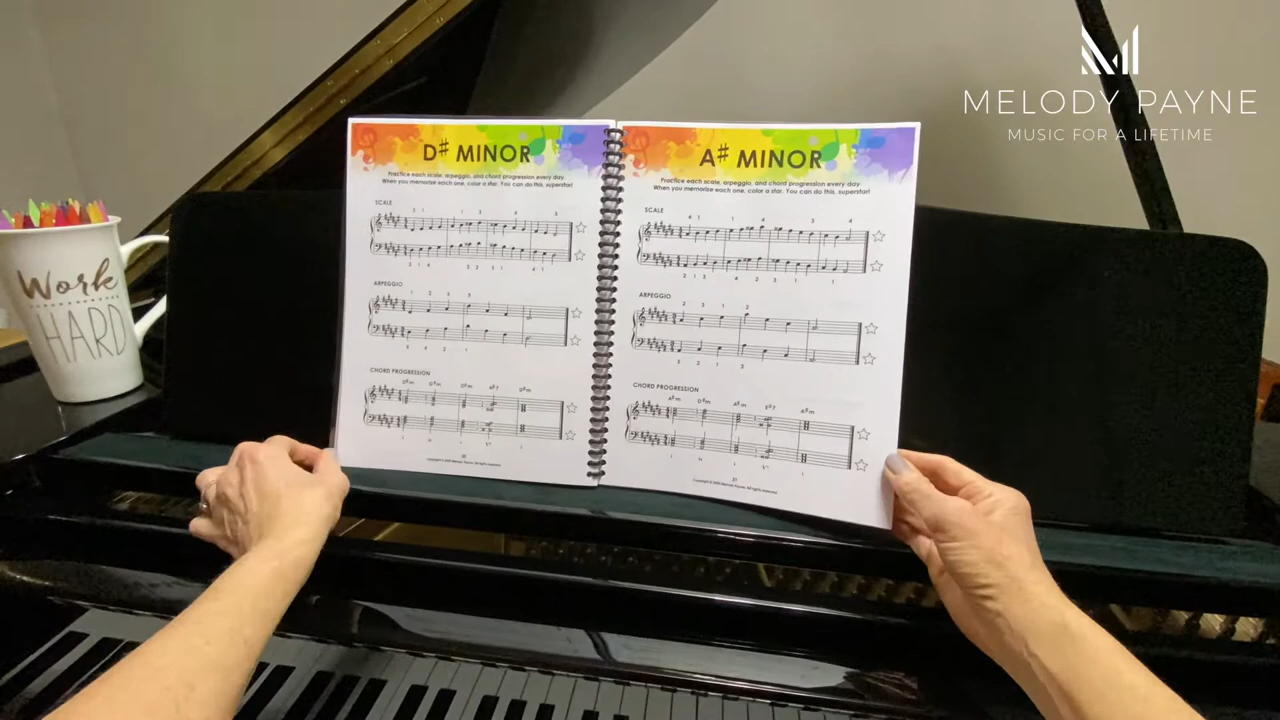 MELODY PAYNE
MUSIC FOR A LIFETIME
Work
HARD
D# MINOR
Practice each scale, arpeggio, and chord progression every day.
When you memorize each one, color a star. You can do this, superstar!
SCALE
ARPEGGIO
CHORD PROGRESSION
D#m G#m D#m A#7 D#m
A# MINOR
Practice each scale, arpeggio, and chord progression every day.
When you memorize each one, color a star. You can do this, superstar!
SCALE
ARPEGGIO
CHORD PROGRESSION
A#m D#m A#m E#7 A#m